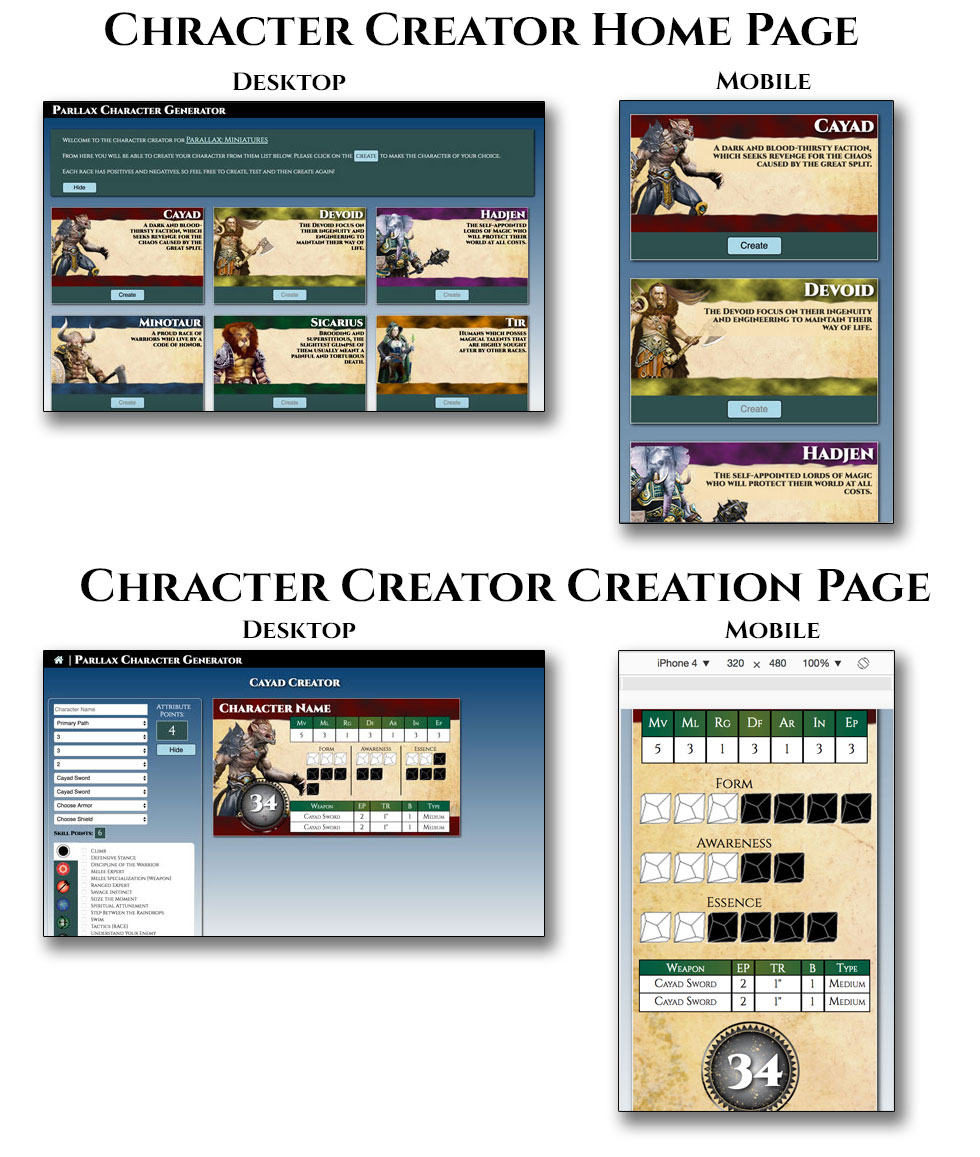 Chracter Creator Home Page
Desktop
Mobile
Parllax Character Generator
Welcome to the character creator for Parallax: Miniatures
From here you will be able to create your character from them list below. Please click on the Create to make the character of your choice.
Each race has positives and negatives, so feel free to create, test and then create again!
Hide
Cayad
A dark and blood-
thirsty faction, which
seeks revenge for the
chaos caused by the
great split.
Create
Devoid
The Devoid focus on
their ingenuity and
engineering to
maintain their way of
life.
Create
Hadjen
The self-appointed
lords of magic who
will protect their
world at all costs.
Create
Minotaur
A proud race of
warriors who live by a
code of honor.
Create
Sicarius
Brooding and
superstitious, the
slightest glimpse of
them usually meant a
painful and torturous
death.
Create
Tir
Humans which posses
magical talents that
are highly sought
after by other races.
Create
Cayad
A dark and blood-thirsty faction,
which seeks revenge for the chaos
caused by the great split.
Create
Devoid
The Devoid focus on their ingenuity
and engineering to maintain their
way of life.
Create
Hadjen
The self-appointed lords of Magic
who will protect their world at all
costs.
Chracter Creator Creation Page
Desktop
Mobile
| Parllax Character Generator
Cayad Creator
Character Name
Primary Path
3
3
2
Cayad Sword
Cayad Sword
Choose Armor
Choose Shield
Attribute
Points:
4
Hide
Skill Points: 6
Climb
Defensive Stance
Discipline of the Warrior
Melee Expert
Melee Specialization [Weapon]
Ranged Expert
Savage Instinct
Seize the Moment
Spiritual Attunement
Step Between the Raindrops
Swim
Tactics [Race]
Understand Your Enemy
Character Name
Mv Ml Rg Df Ar In Ep
5 3 1 3 1 3 3
Form Awareness Essence
34
Weapon EP TR B Type
Cayad Sword 2 1" 1 Medium
Cayad Sword 2 1" 1 Medium
iPhone 4 ▼ 320 × 480 100% ▼
Mv Ml Rg Df Ar In Ep
5 3 1 3 1 3 3
Form
Awareness
Essence
Weapon EP TR B Type
Cayad Sword 2 1" 1 Medium
Cayad Sword 2 1" 1 Medium
34